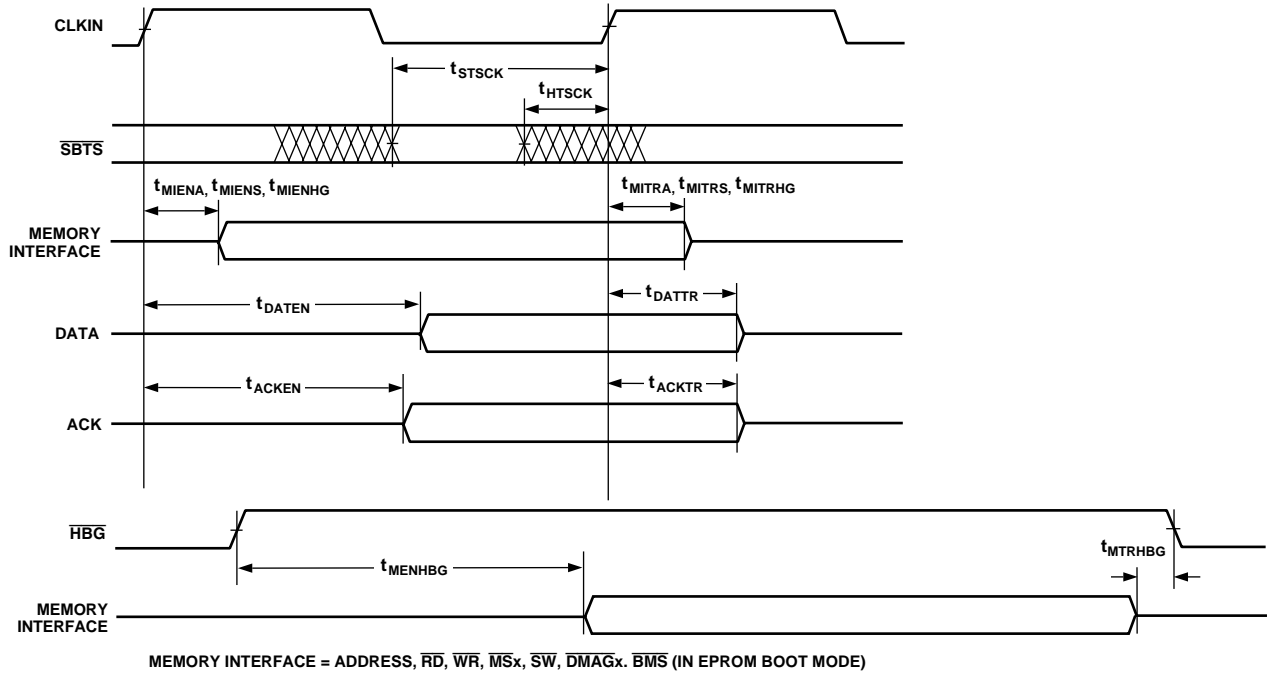 CLKIN
tSTSCK
tHTSCK
SBTS
tMIENA, tMIENS, tMIENHG
tMITRA, tMITRS, tMITRHG
MEMORY
INTERFACE
tDATEN
tDATTR
DATA
tACKEN
tACKTR
ACK
HBG
tMENHBG
tMTRHBG
MEMORY
INTERFACE
MEMORY INTERFACE = ADDRESS, RD, WR, MSx, SW, DMAGx. BMS (IN EPROM BOOT MODE)